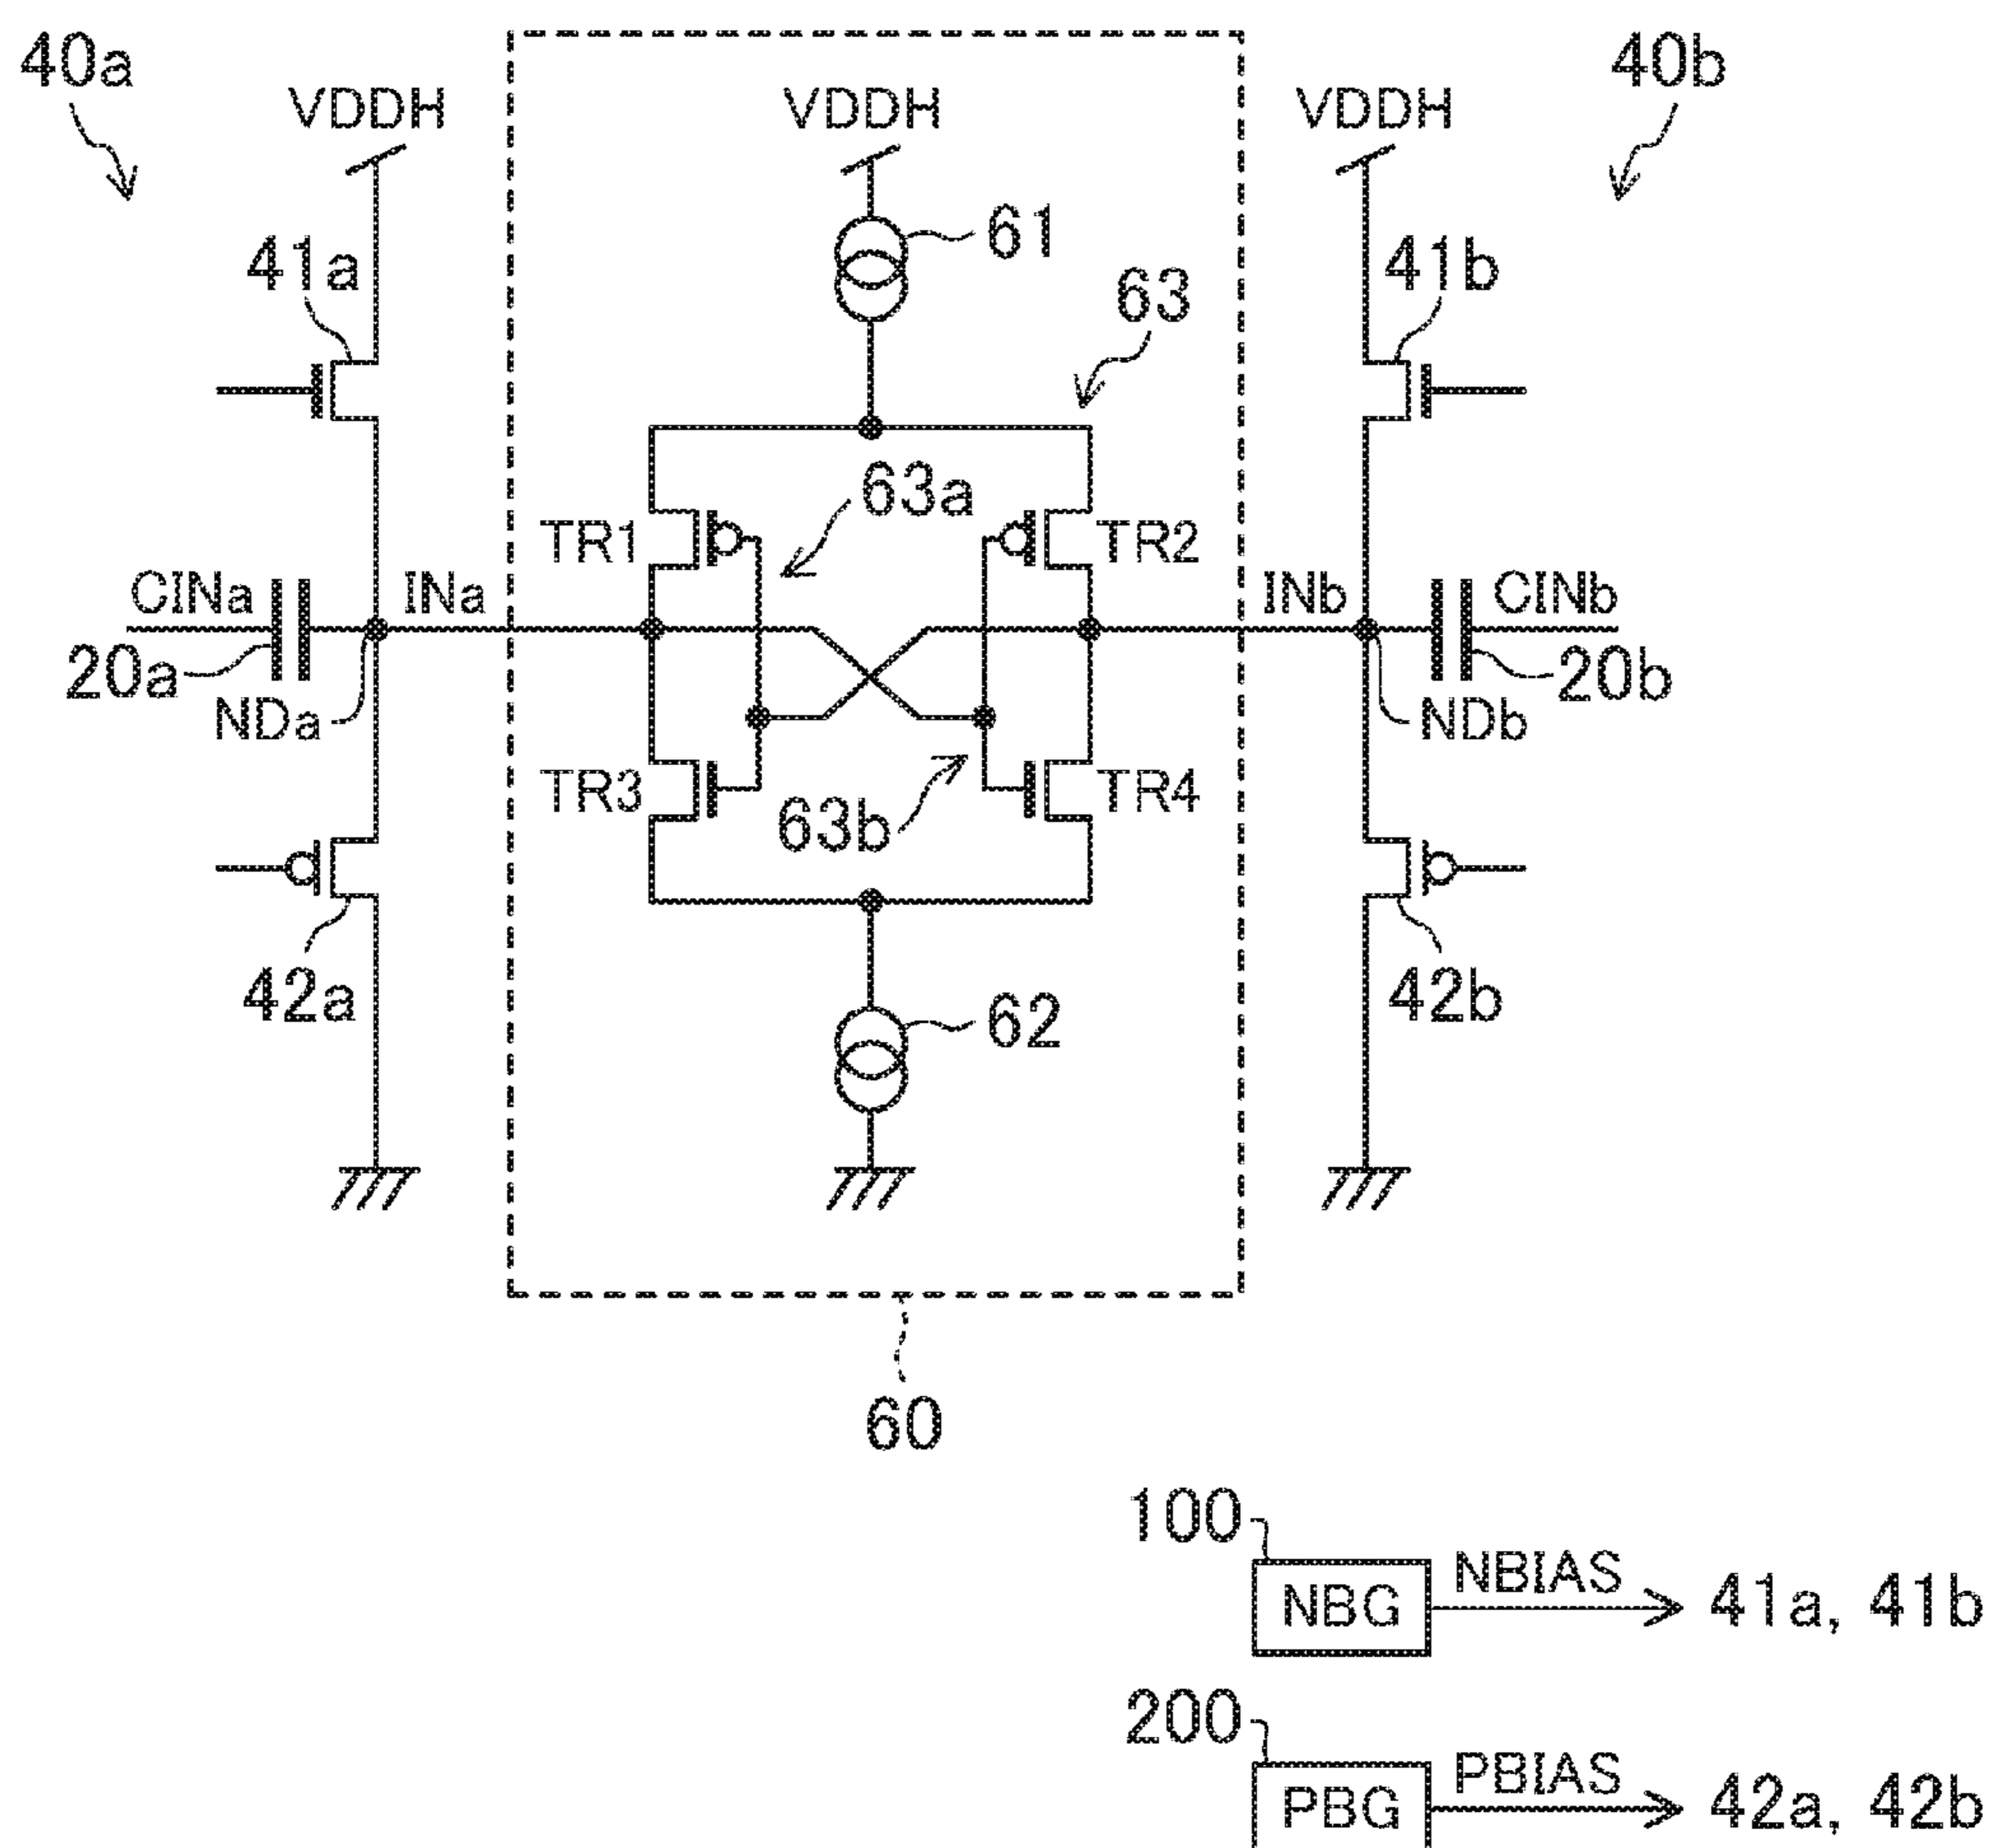 40a
40b
VDDH
VDDH
VDDH
61
41a
41b
63
63a
TR1
TR2
CINa
INa
INb
CINb
20a
20b
NDa
NDb
TR3
TR4
63b
42a
42b
62
60
100
NBG
NBIAS
41a, 41b
200
PBG
PBIAS
42a, 42b